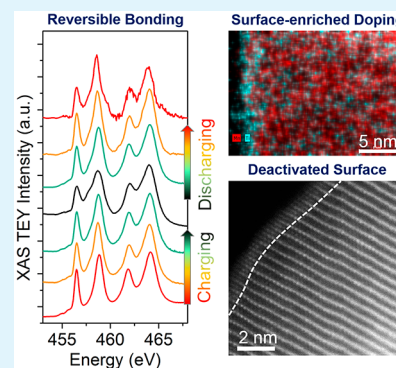 Reversible Bonding
XAS TEY Intensity (a.u.)
Charging
Discharging
455
460
465
Energy (eV)
Surface-enriched Doping
5 nm
Deactivated Surface
2 nm